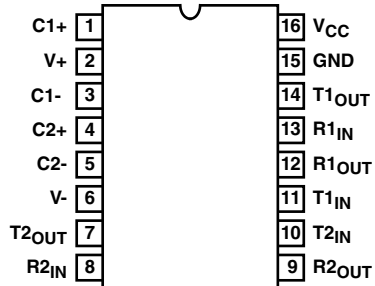 C1+ 1 16 VCC
V+ 2 15 GND
C1- 3 14 T1OUT
C2+ 4 13 R1IN
C2- 5 12 R1OUT
V- 6 11 T1IN
T2OUT 7 10 T2IN
R2IN 8 9 R2OUT